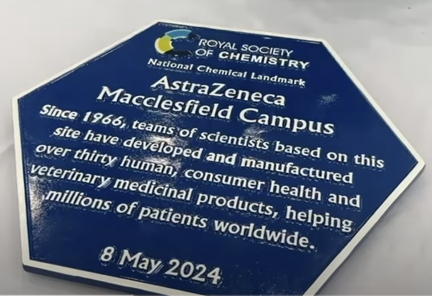 ROYAL SOCIETY
OF CHEMISTRY
National Chemical Landmark
AstraZeneca
Macclesfield Campus
Since 1966, teams of scientists based on this
site have developed and manufactured
over thirty human, consumer health and
veterinary medicinal products, helping
millions of patients worldwide.
8 May 2024